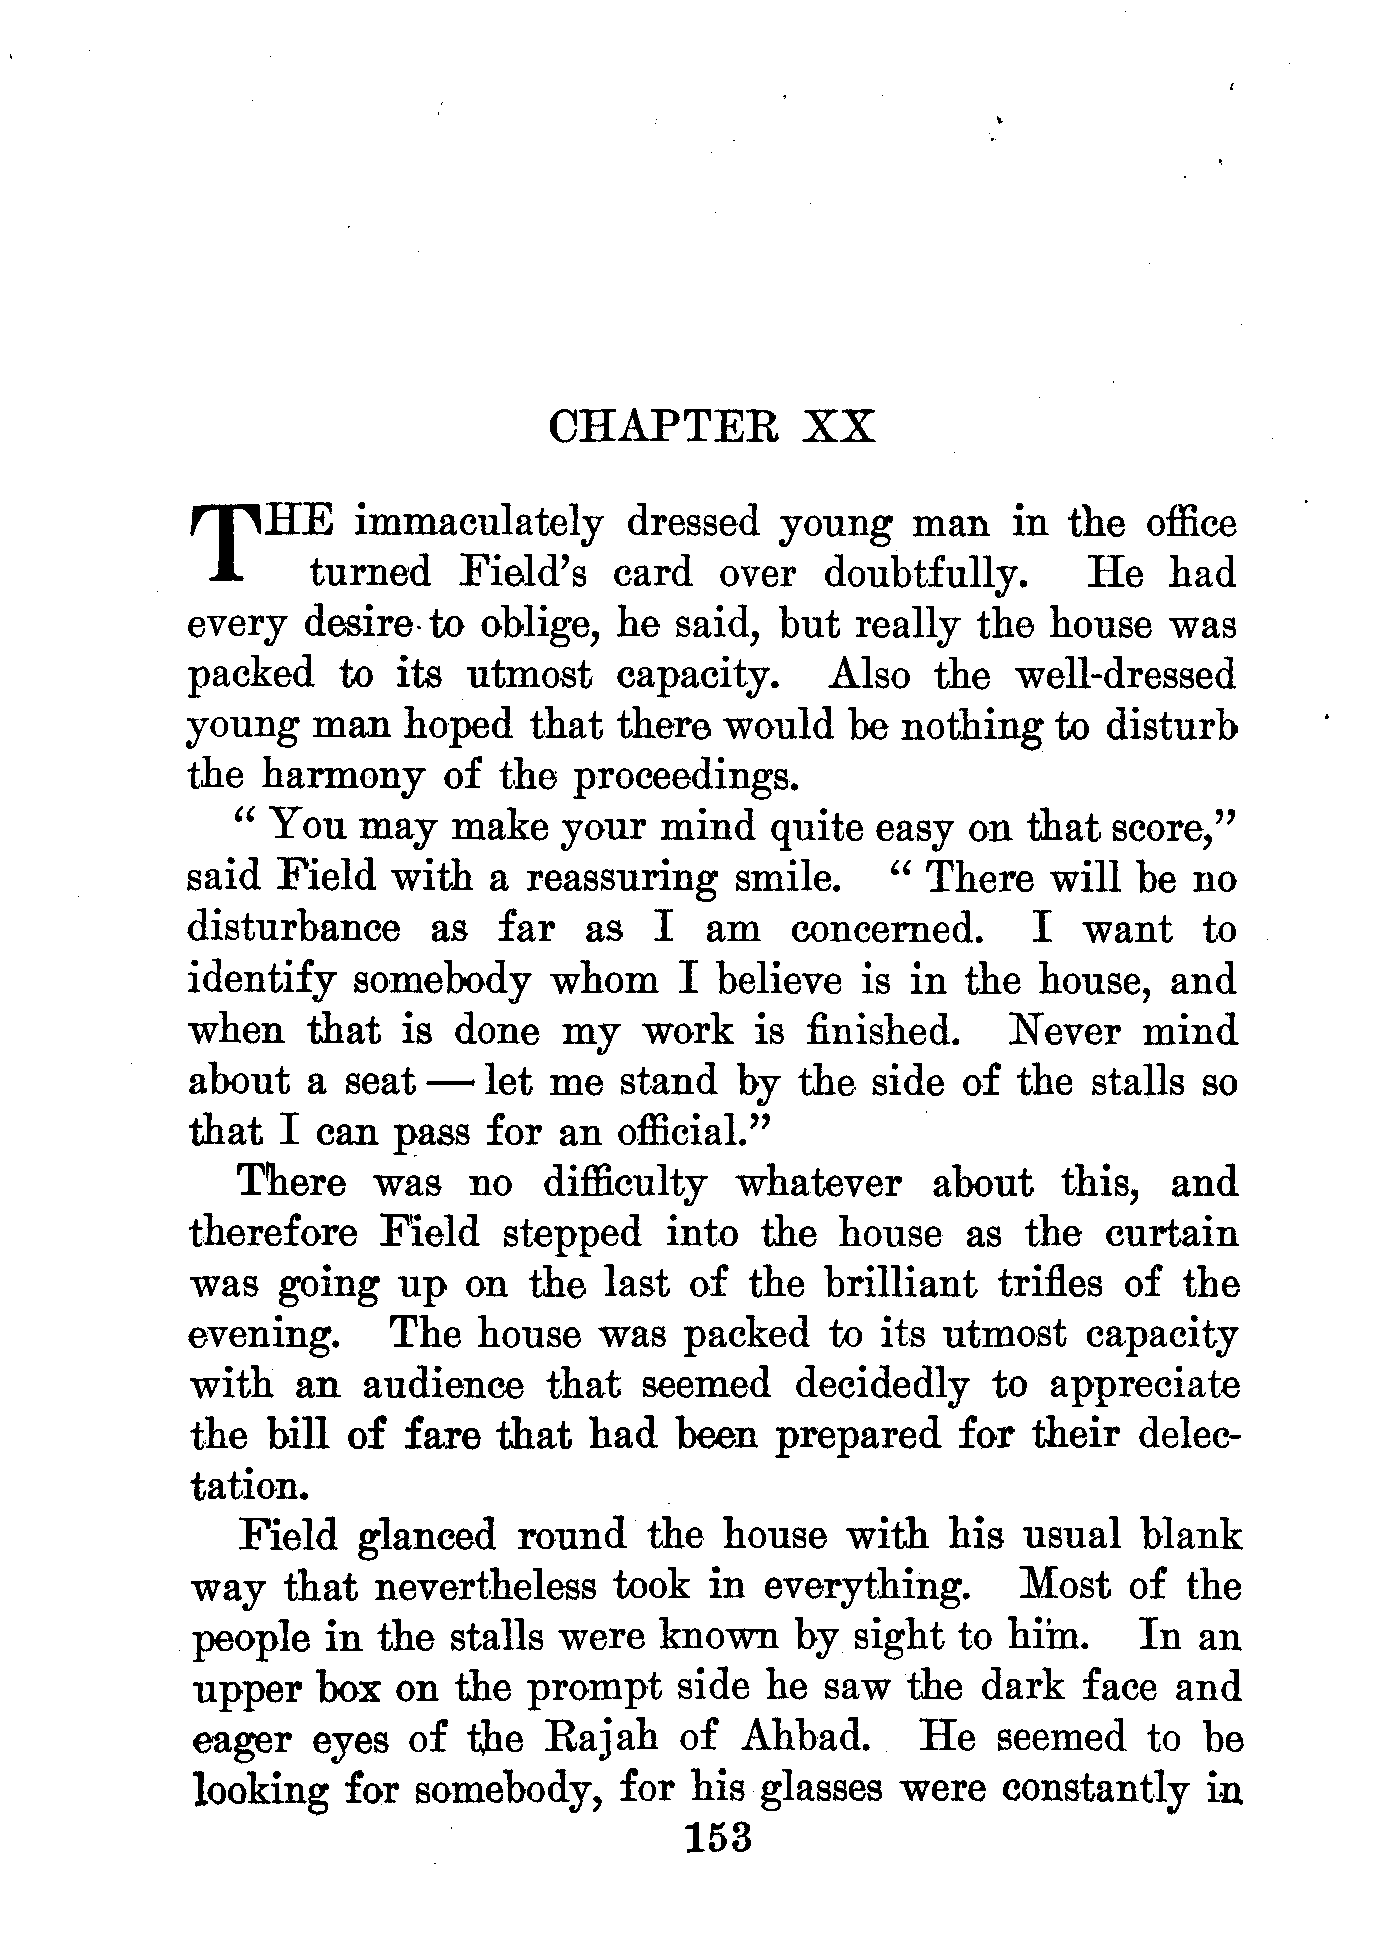 CHAPTER XX
THE immaculately dressed young man in the office
turned Field's card over doubtfully. He had
every desire to oblige, he said, but really the house was
packed to its utmost capacity. Also the well-dressed
young man hoped that there would be nothing to disturb
the harmony of the proceedings.
" You may make your mind quite easy on that score,"
said Field with a reassuring smile. " There will be no
disturbance as far as I am concerned. I want to
identify somebody whom I believe is in the house, and
when that is done my work is finished. Never mind
about a seat — let me stand by the side of the stalls so
that I can pass for an official."
There was no difficulty whatever about this, and
therefore Field stepped into the house as the curtain
was going up on the last of the brilliant trifles of the
evening. The house was packed to its utmost capacity
with an audience that seemed decidedly to appreciate
the bill of fare that had been prepared for their delec-
tation.
Field glanced round the house with his usual blank
way that nevertheless took in everything. Most of the
people in the stalls were known by sight to him. In an
upper box on the prompt side he saw the dark face and
eager eyes of the Rajah of Ahbad. He seemed to be
looking for somebody, for his glasses were constantly in
153